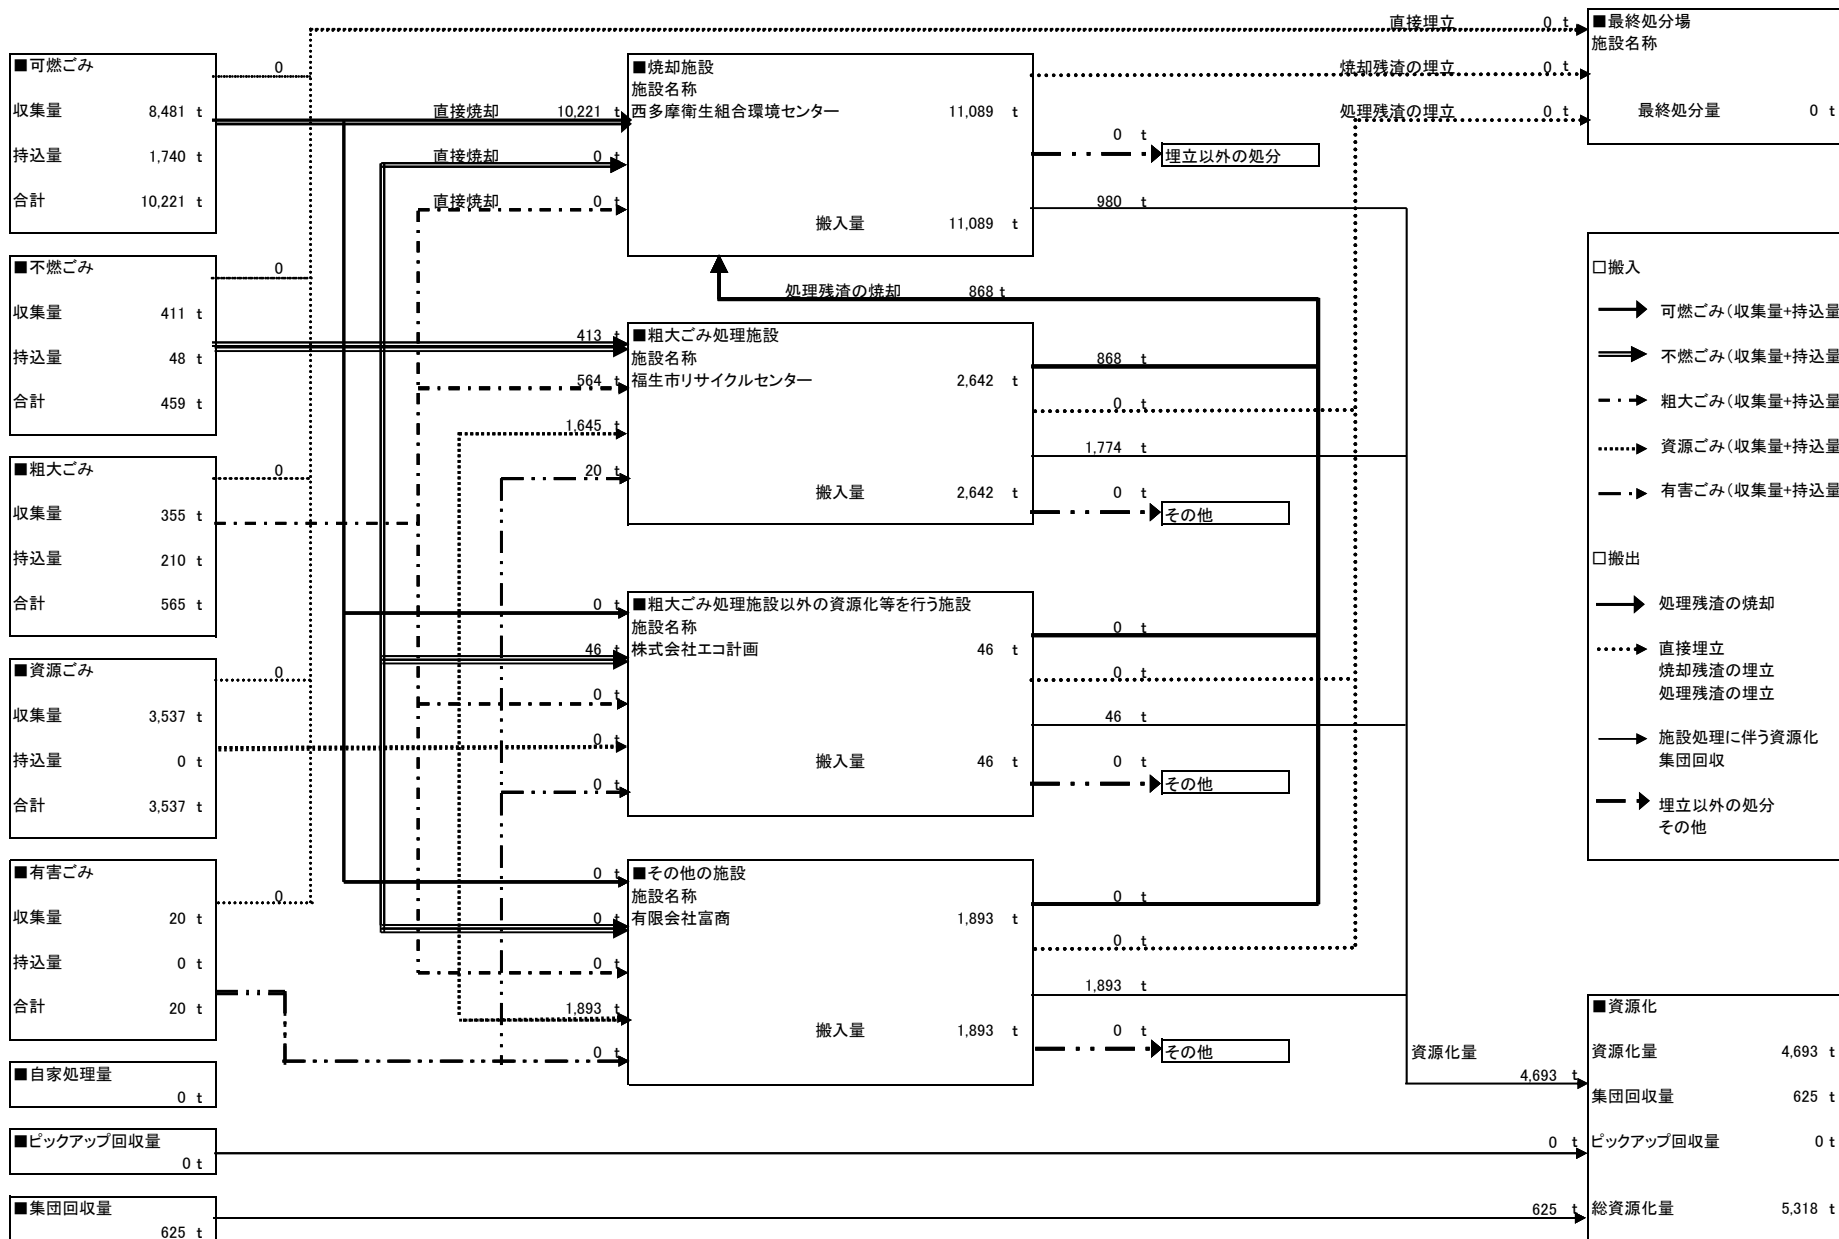 ■可燃ごみ
収集量 8,481 t
持込量 1,740 t
合計 10,221 t
0
■不燃ごみ
収集量 411 t
持込量 48 t
合計 459 t
0
■粗大ごみ
収集量 355 t
持込量 210 t
合計 565 t
0
■資源ごみ
収集量 3,537 t
持込量 0 t
合計 3,537 t
0
■有害ごみ
収集量 20 t
持込量 0 t
合計 20 t
0
■自家処理量
0 t
■ピックアップ回収量
0 t
■集団回収量
625 t
直接焼却 10,221 t
直接焼却 0 t
直接焼却 0 t
■焼却施設
施設名称
西多摩衛生組合環境センター 11,089 t
搬入量 11,089 t
処理残渣の焼却 868 t
413 t
564 t
1,645 t
20 t
■粗大ごみ処理施設
施設名称
福生市リサイクルセンター 2,642 t
搬入量 2,642 t
0 t
46 t
0 t
0 t
0 t
■粗大ごみ処理施設以外の資源化等を行う施設
施設名称
株式会社エコ計画 46 t
搬入量 46 t
0 t
0 t
0 t
1,893 t
0 t
■その他の施設
施設名称
有限会社富商 1,893 t
搬入量 1,893 t
直接埋立 0 t
焼却残渣の埋立 0 t
処理残渣の埋立 0 t
0 t
埋立以外の処分
980 t
868 t
0 t
1,774 t
0 t
その他
0 t
0 t
46 t
0 t
その他
0 t
0 t
1,893 t
0 t
その他
資源化量
4,693 t
0 t
625 t
■最終処分場
施設名称
最終処分量 0 t
□搬入
可燃ごみ(収集量+持込量
不燃ごみ(収集量+持込量
粗大ごみ(収集量+持込量
資源ごみ(収集量+持込量
有害ごみ(収集量+持込量
□搬出
処理残渣の焼却
直接埋立
焼却残渣の埋立
処理残渣の埋立
施設処理に伴う資源化
集団回収
埋立以外の処分
その他
■資源化
資源化量 4,693 t
集団回収量 625 t
ピックアップ回収量 0 t
総資源化量 5,318 t